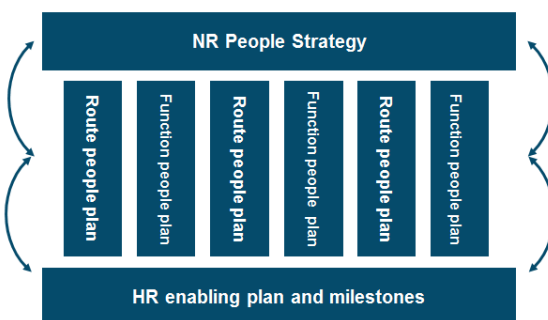 NR People Strategy
Route people plan
Function people plan
Route people plan
Function people plan
Route people plan
Function people plan
HR enabling plan and milestones